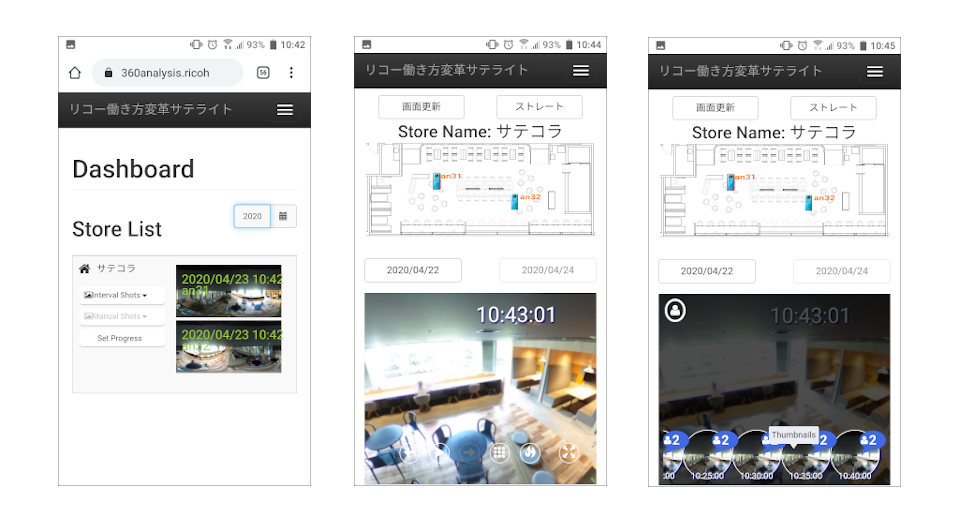 93% 10:42
360analysis.ricoh
56
リコー働き方変革サテライト
Dashboard
2020
Store List
サテコラ
Interval Shots
Manual Shots
Set Progress
2020/04/23 10:42
an31
2020/04/23 10:42
an32
93% 10:44
リコー働き方変革サテライト
画面更新 ストレート
Store Name: サテコラ
an31
an32
2020/04/22 2020/04/24
10:43:01
93% 10:45
リコー働き方変革サテライト
画面更新 ストレート
Store Name: サテコラ
an31
an32
2020/04/22 2020/04/24
10:43:01
Thumbnails
2 2 2 2 2
:00 10:25:00 10:30:00 10:35:00 10:40:00